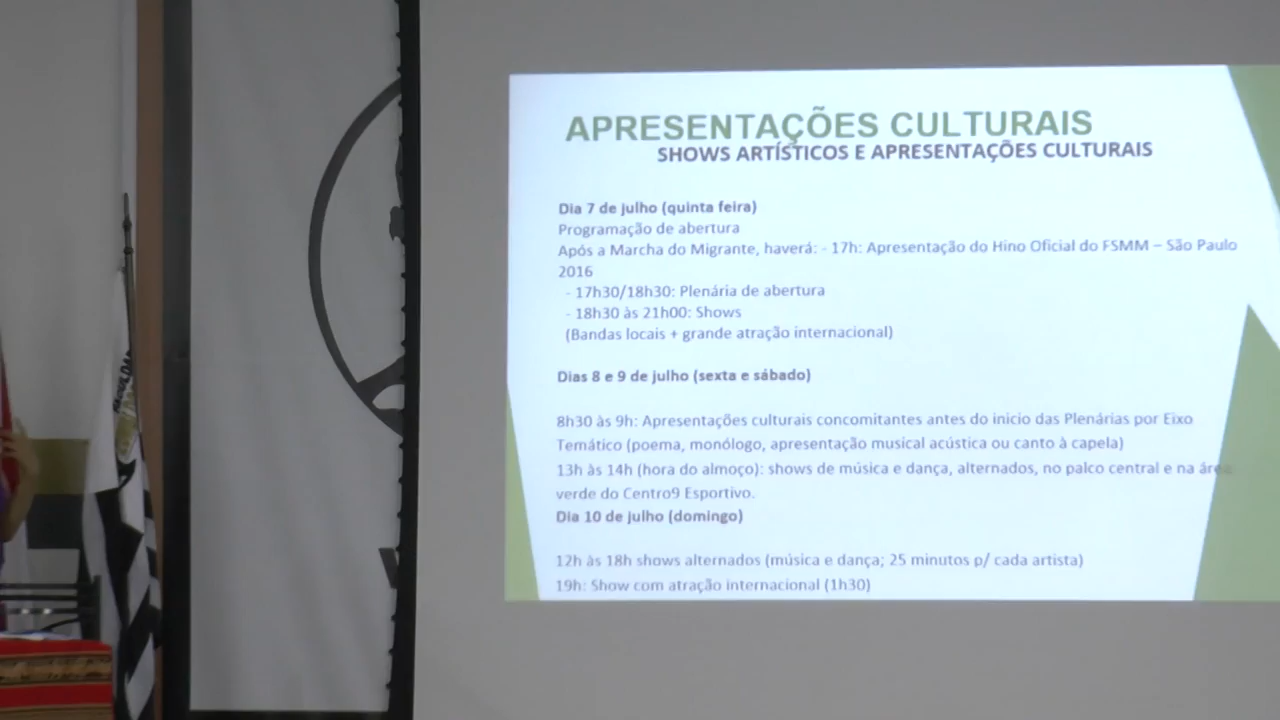 APRESENTAÇÕES CULTURAIS
SHOWS ARTÍSTICOS E APRESENTAÇÕES CULTURAIS
Dia 7 de julho (quinta feira)
Programação de abertura
Após a Marcha do Migrante, haverá: - 17h: Apresentação do Hino Oficial do FSMM – São Paulo
2016
- 17h30/18h30: Plenária de abertura
- 18h30 às 21h00: Shows
(Bandas locais + grande atração internacional)
Dias 8 e 9 de julho (sexta e sábado)
8h30 às 9h: Apresentações culturais concomitantes antes do inicio das Plenárias por Eixo
Temático (poema, monólogo, apresentação musical acústica ou canto à capela)
13h às 14h (hora do almoço): shows de música e dança, alternados, no palco central e na área
verde do Centro9 Esportivo.
Dia 10 de julho (domingo)
12h às 18h shows alternados (música e dança; 25 minutos p/ cada artista)
19h: Show com atração internacional (1h30)